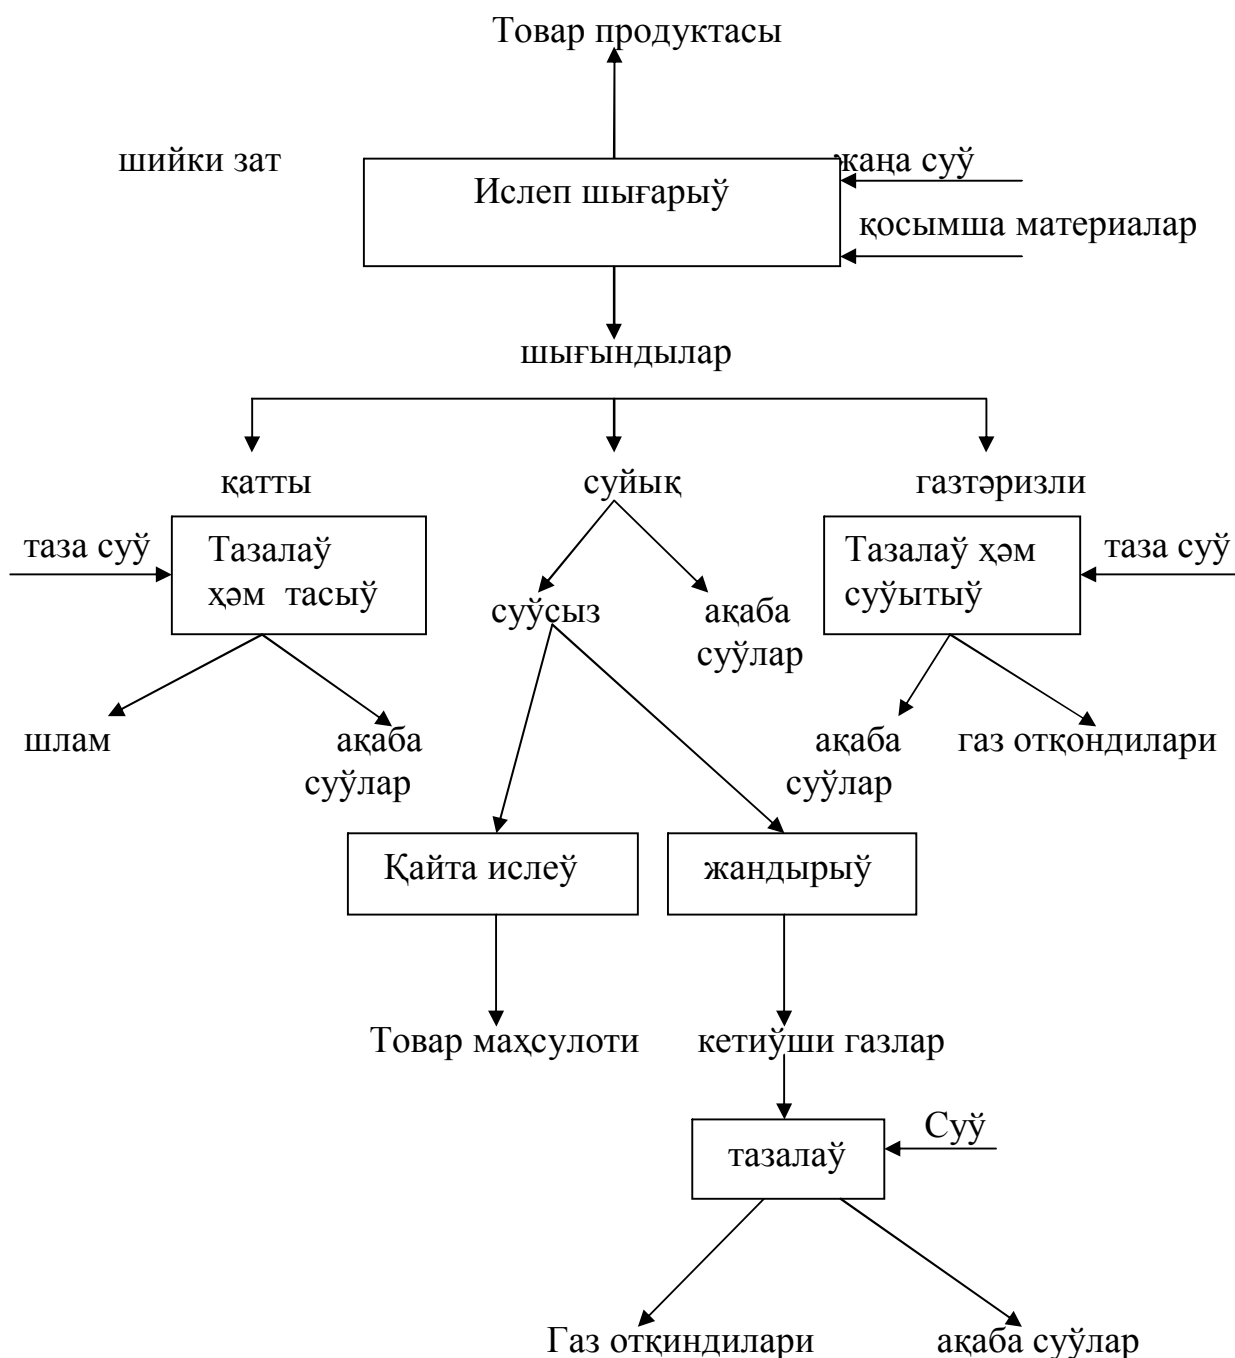 Товар продуктасы
шийки зат
жаңа суў
Ислеп шығарыў
қосымша материалар
шығындылар
қатты
суйық
газтәризли
таза суў
Тазалаў
ҳәм тасыў
суўсыз
ақаба
суўлар
Тазалаў ҳәм
суўытыў
таза суў
шлам
ақаба
суўлар
ақаба
суўлар
газ отқондилари
Қайта ислеў
жандырыў
Товар маҳсулоти
кетиўши газлар
Суў
тазалаў
Газ отқиндилари
ақаба суўлар